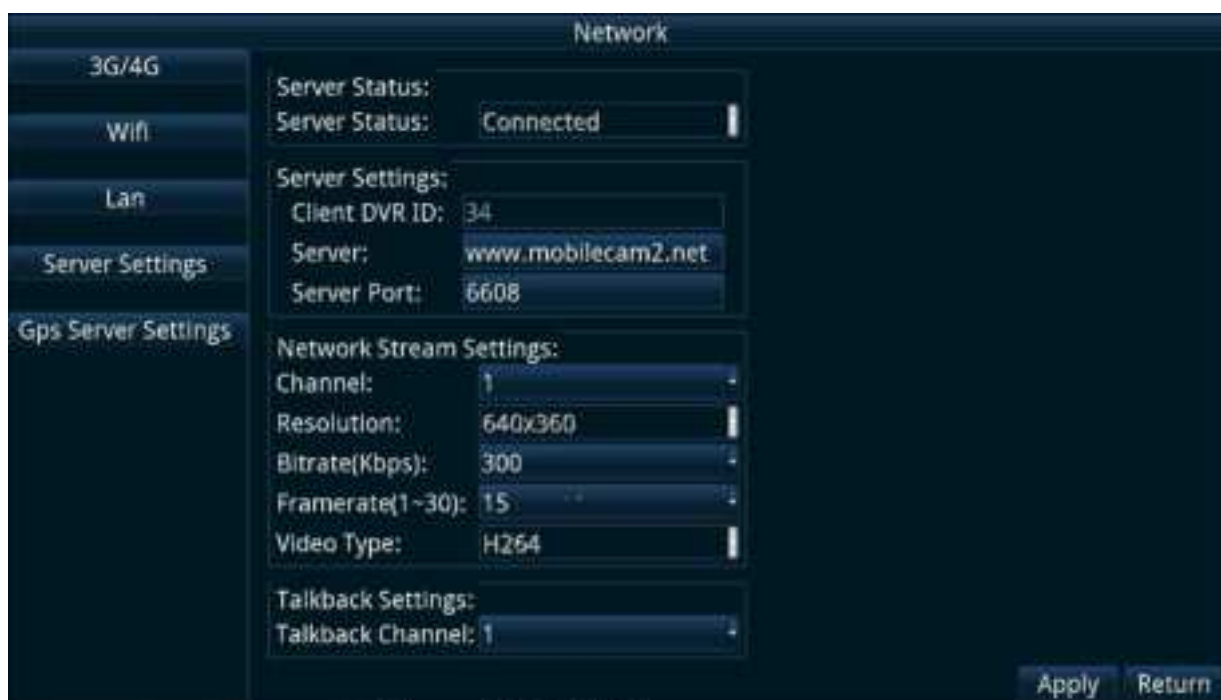 Network
3G/4G
Wifi
Lan
Server Settings
Gps Server Settings
Server Status:
Server Status: Connected
Server Settings:
Client DVR ID: 34
Server: www.mobilecam2.net
Server Port: 6608
Network Stream Settings:
Channel: 1
Resolution: 640x360
Bitrate(Kbps): 300
Framerate(1~30): 15
Video Type: H264
Talkback Settings:
Talkback Channel: 1
Apply Return